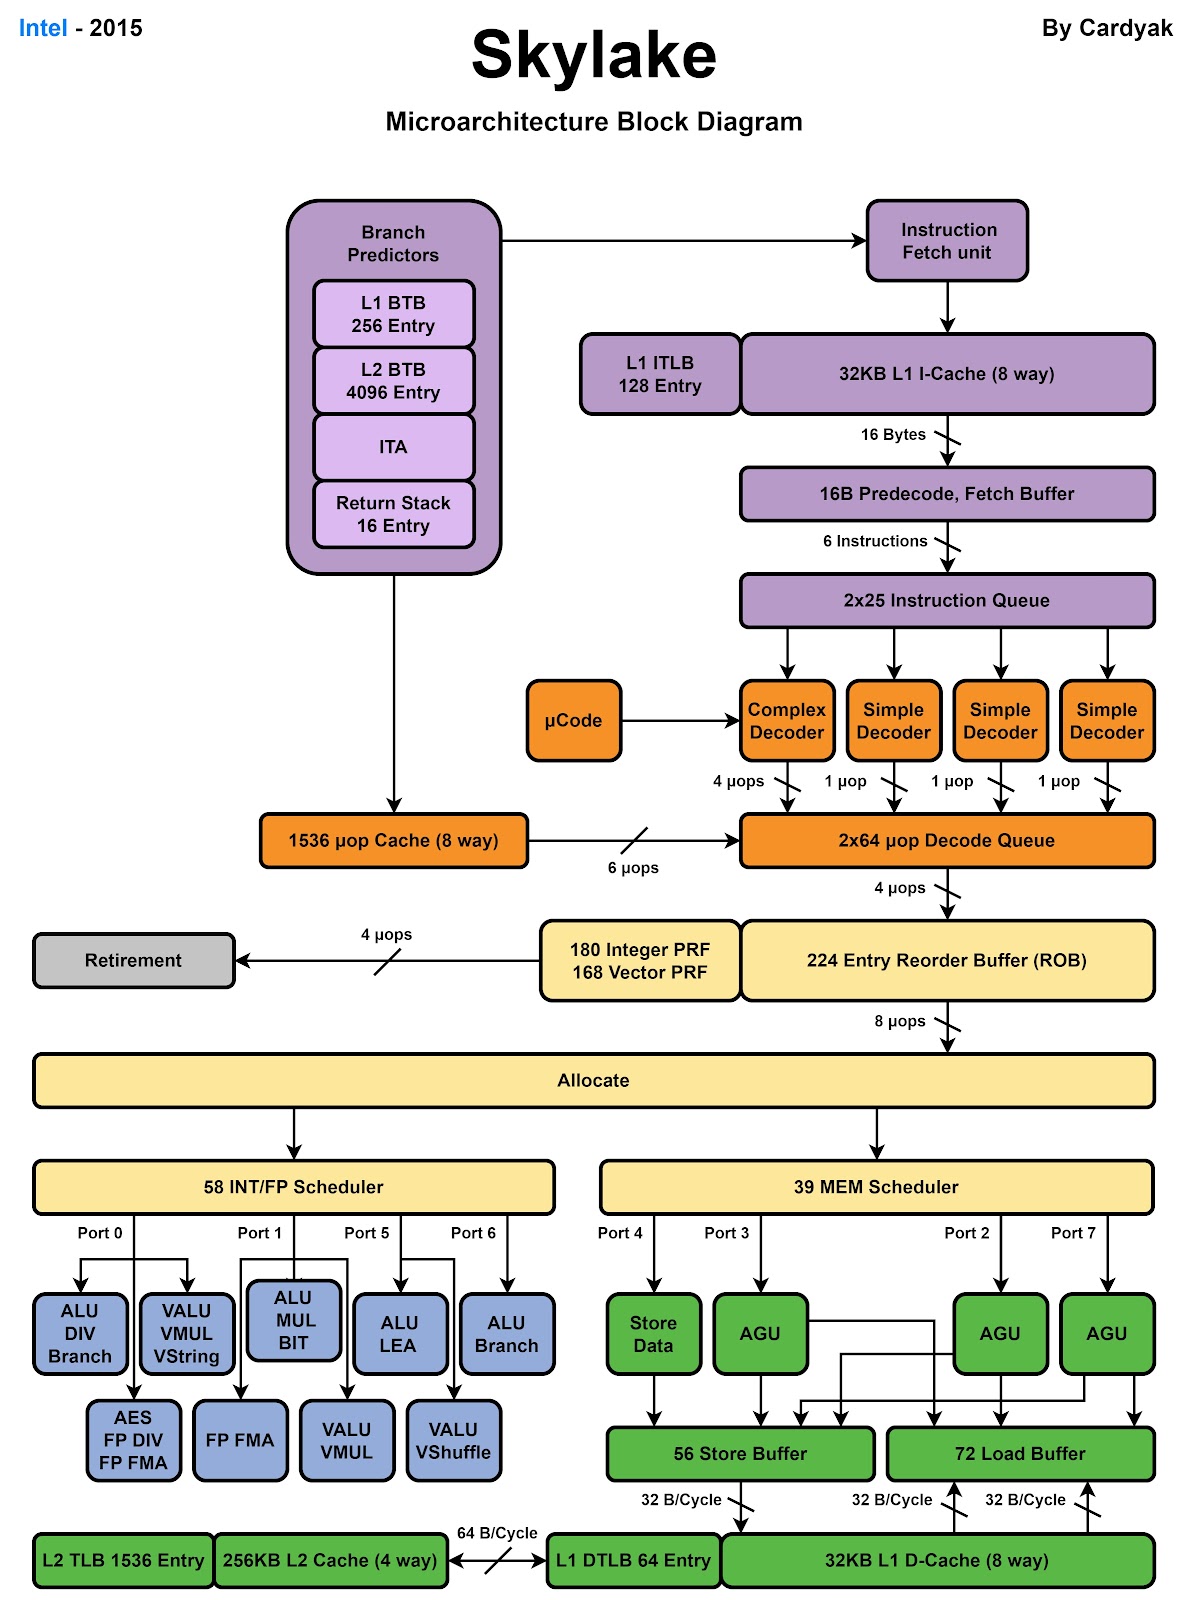 Intel - 2015
By Cardyak
Skylake
Microarchitecture Block Diagram
Branch
Predictors
L1 BTB
256 Entry
L2 BTB
4096 Entry
ITA
Return Stack
16 Entry
Instruction
Fetch unit
L1 ITLB
128 Entry
32KB L1 I-Cache (8 way)
16 Bytes
16B Predecode, Fetch Buffer
6 Instructions
2x25 Instruction Queue
µCode
Complex
Decoder
Simple
Decoder
Simple
Decoder
Simple
Decoder
4 µops
1 µop
1 µop
1 µop
1536 µop Cache (8 way)
6 µops
2x64 µop Decode Queue
4 µops
Retirement
4 µops
180 Integer PRF
168 Vector PRF
224 Entry Reorder Buffer (ROB)
8 µops
Allocate
58 INT/FP Scheduler
39 MEM Scheduler
Port 0
Port 1
Port 5
Port 6
Port 4
Port 3
Port 2
Port 7
ALU
DIV
Branch
VALU
VMUL
VString
ALU
MUL
BIT
ALU
LEA
ALU
Branch
Store
Data
AGU
AGU
AGU
AES
FP DIV
FP FMA
FP FMA
VALU
VMUL
VALU
VShuffle
56 Store Buffer
72 Load Buffer
32 B/Cycle
32 B/Cycle
32 B/Cycle
L2 TLB 1536 Entry
256KB L2 Cache (4 way)
64 B/Cycle
L1 DTLB 64 Entry
32KB L1 D-Cache (8 way)